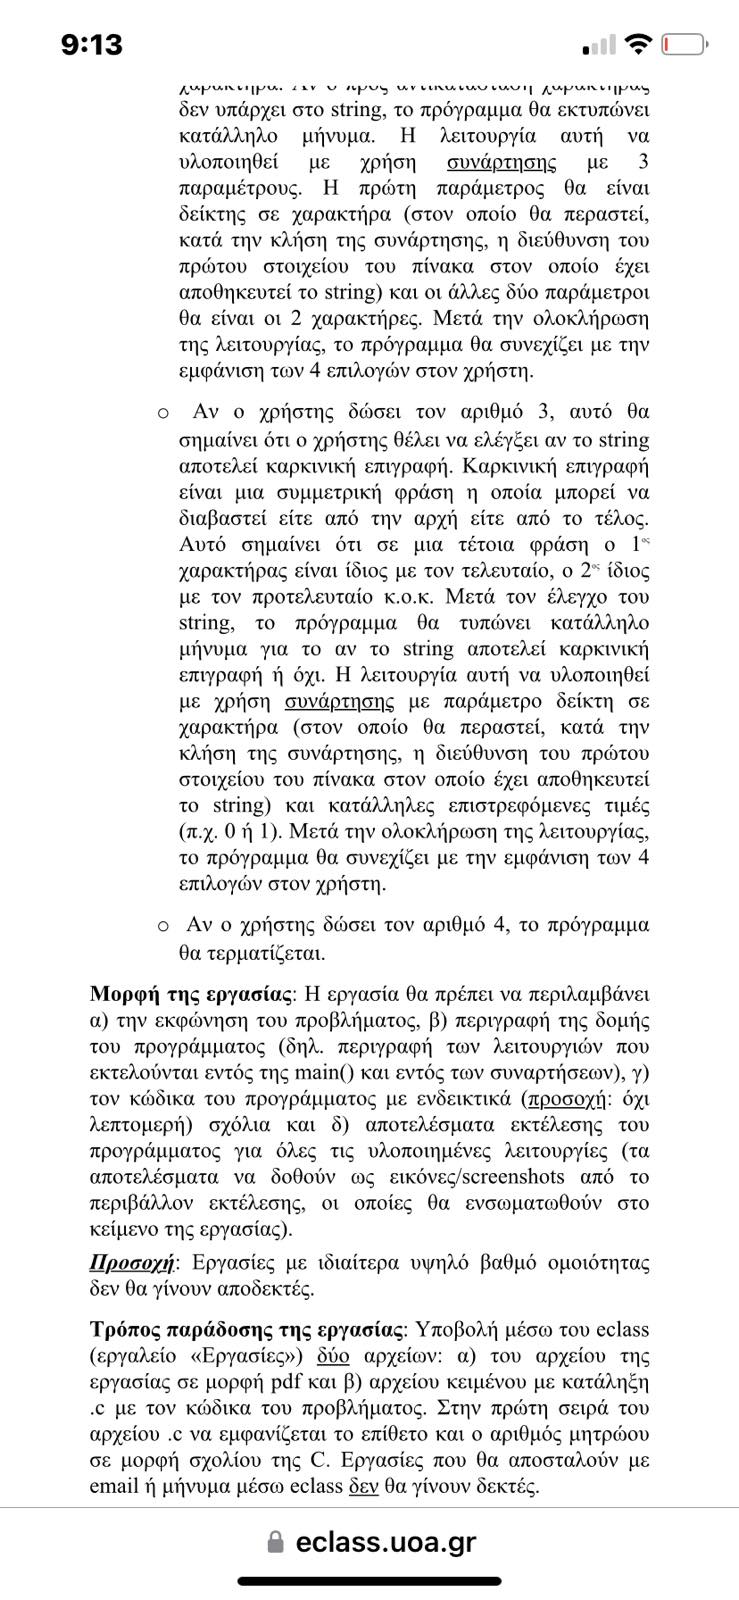 9:13
χαρακτήρα. Αν ο προς αντικατάσταση χαρακτήρας
δεν υπάρχει στο string, το πρόγραμμα θα εκτυπώνει
κατάλληλο μήνυμα. Η λειτουργία αυτή να
υλοποιηθεί με χρήση συνάρτησης με 3
παραμέτρους. Η πρώτη παράμετρος θα είναι
δείκτης σε χαρακτήρα (στον οποίο θα περαστεί,
κατά την κλήση της συνάρτησης, η διεύθυνση του
πρώτου στοιχείου του πίνακα στον οποίο έχει
αποθηκευτεί το string) και οι άλλες δύο παράμετροι
θα είναι οι 2 χαρακτήρες. Μετά την ολοκλήρωση
της λειτουργίας, το πρόγραμμα θα συνεχίζει με την
εμφάνιση των 4 επιλογών στον χρήστη.
o Αν ο χρήστης δώσει τον αριθμό 3, αυτό θα
σημαίνει ότι ο χρήστης θέλει να ελέγξει αν το string
αποτελεί καρκινική επιγραφή. Καρκινική επιγραφή
είναι μια συμμετρική φράση η οποία μπορεί να
διαβαστεί είτε από την αρχή είτε από το τέλος.
Αυτό σημαίνει ότι σε μια τέτοια φράση ο 1ος
χαρακτήρας είναι ίδιος με τον τελευταίο, ο 2ος ίδιος
με τον προτελευταίο κ.ο.κ. Μετά τον έλεγχο του
string, το πρόγραμμα θα τυπώνει κατάλληλο
μήνυμα για το αν το string αποτελεί καρκινική
επιγραφή ή όχι. Η λειτουργία αυτή να υλοποιηθεί
με χρήση συνάρτησης με παράμετρο δείκτη σε
χαρακτήρα (στον οποίο θα περαστεί, κατά την
κλήση της συνάρτησης, η διεύθυνση του πρώτου
στοιχείου του πίνακα στον οποίο έχει αποθηκευτεί
το string) και κατάλληλες επιστρεφόμενες τιμές
(π.χ. 0 ή 1). Μετά την ολοκλήρωση της λειτουργίας,
το πρόγραμμα θα συνεχίζει με την εμφάνιση των 4
επιλογών στον χρήστη.
o Αν ο χρήστης δώσει τον αριθμό 4, το πρόγραμμα
θα τερματίζεται.
Μορφή της εργασίας: Η εργασία θα πρέπει να περιλαμβάνει
α) την εκφώνηση του προβλήματος, β) περιγραφή της δομής
του προγράμματος (δηλ. περιγραφή των λειτουργιών που
εκτελούνται εντός της main() και εντός των συναρτήσεων), γ)
τον κώδικα του προγράμματος με ενδεικτικά (προσοχή: όχι
λεπτομερή) σχόλια και δ) αποτελέσματα εκτέλεσης του
προγράμματος για όλες τις υλοποιημένες λειτουργίες (τα
αποτελέσματα να δοθούν ως εικόνες/screenshots από το
περιβάλλον εκτέλεσης, οι οποίες θα ενσωματωθούν στο
κείμενο της εργασίας).
Προσοχή: Εργασίες με ιδιαίτερα υψηλό βαθμό ομοιότητας
δεν θα γίνουν αποδεκτές.
Τρόπος παράδοσης της εργασίας: Υποβολή μέσω του eclass
(εργαλείο «Εργασίες») δύο αρχείων: α) του αρχείου της
εργασίας σε μορφή pdf και β) αρχείου κειμένου με κατάληξη
.c με τον κώδικα του προβλήματος. Στην πρώτη σειρά του
αρχείου .c να εμφανίζεται το επίθετο και ο αριθμός μητρώου
σε μορφή σχολίου της C. Εργασίες που θα αποσταλούν με
email ή μήνυμα μέσω eclass δεν θα γίνουν δεκτές.
eclass.uoa.gr